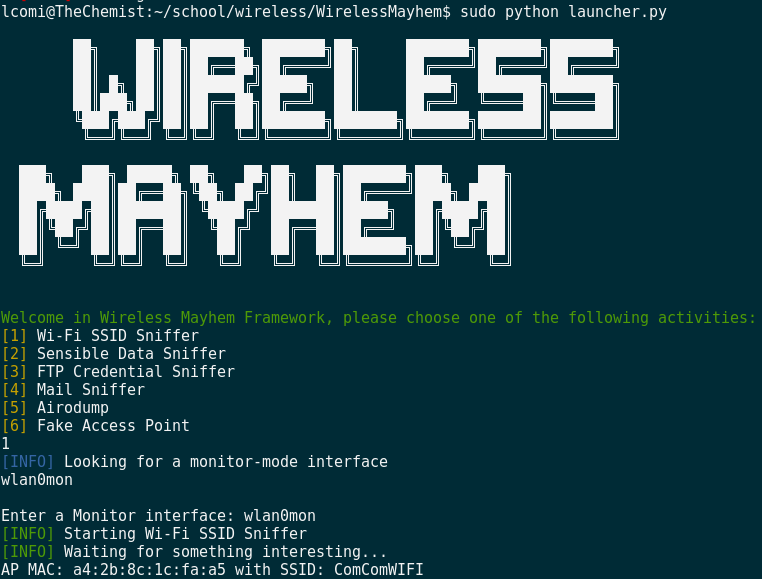 lcomi@TheChemist:~/school/wireless/WirelessMayhem$ sudo python launcher.py
WIRELESS
MAYHEM
Welcome in Wireless Mayhem Framework, please choose one of the following activities:
[1] Wi-Fi SSID Sniffer
[2] Sensible Data Sniffer
[3] FTP Credential Sniffer
[4] Mail Sniffer
[5] Airodump
[6] Fake Access Point
1
[INFO] Looking for a monitor-mode interface
wlan0mon
Enter a Monitor interface: wlan0mon
[INFO] Starting Wi-Fi SSID Sniffer
[INFO] Waiting for something interesting...
AP MAC: a4:2b:8c:1c:fa:a5 with SSID: ComComWIFI